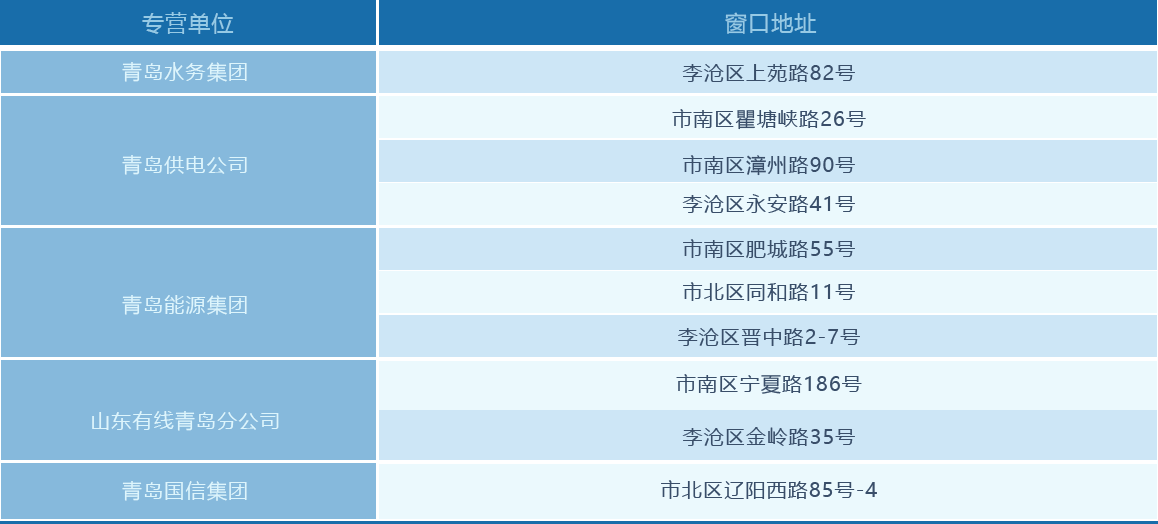 专营单位 窗口地址
青岛水务集团 李沧区上苑路82号
市南区瞿塘峡路26号
青岛供电公司 市南区漳州路90号
李沧区永安路41号
市南区肥城路55号
青岛能源集团 市北区同和路11号
李沧区晋中路2-7号
市南区宁夏路186号
山东有线青岛分公司 李沧区金岭路35号
青岛国信集团 市北区辽阳西路85号-4